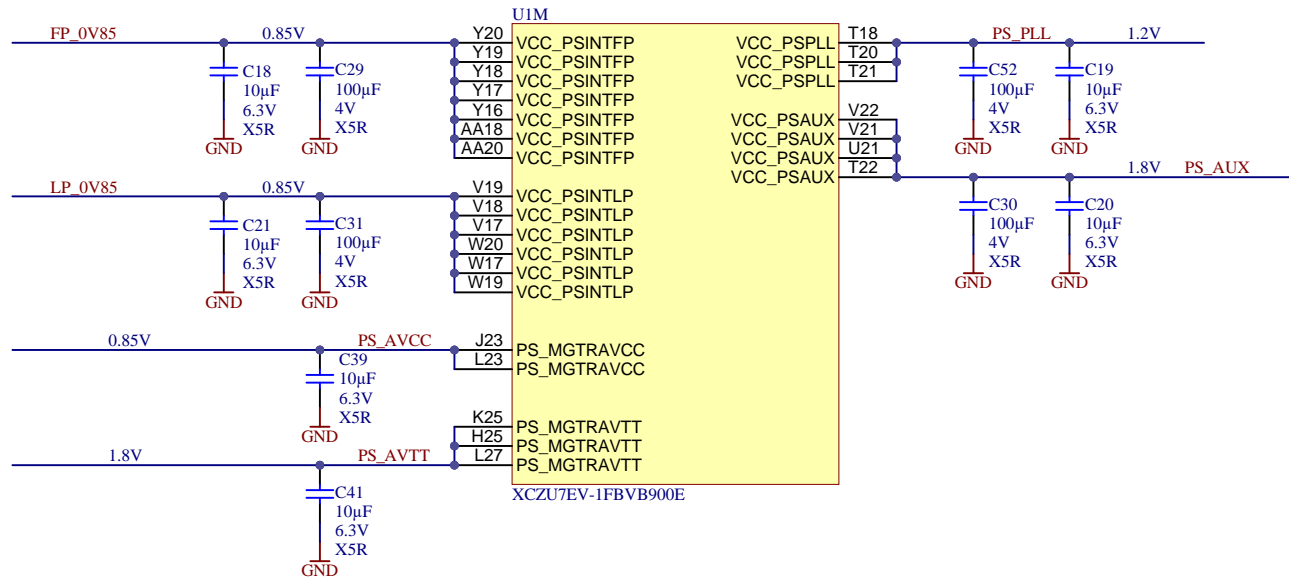 U1M
FP_0V85
0.85V
C18
10µF
6.3V
X5R
GND
C29
100µF
4V
X5R
GND
Y20 VCC_PSINTFP
Y19 VCC_PSINTFP
Y18 VCC_PSINTFP
Y17 VCC_PSINTFP
Y16 VCC_PSINTFP
AA18 VCC_PSINTFP
AA20 VCC_PSINTFP
LP_0V85
0.85V
C21
10µF
6.3V
X5R
GND
C31
100µF
4V
X5R
GND
V19 VCC_PSINTLP
V18 VCC_PSINTLP
V17 VCC_PSINTLP
W20 VCC_PSINTLP
W17 VCC_PSINTLP
W19 VCC_PSINTLP
0.85V
PS_AVCC
C39
10µF
6.3V
X5R
GND
J23 PS_MGTRAVCC
L23 PS_MGTRAVCC
1.8V
PS_AVTT
C41
10µF
6.3V
X5R
GND
K25 PS_MGTRAVTT
H25 PS_MGTRAVTT
L27 PS_MGTRAVTT
VCC_PSPLL T18
VCC_PSPLL T20
VCC_PSPLL T21
PS_PLL
1.2V
C52
100µF
4V
X5R
GND
C19
10µF
6.3V
X5R
GND
VCC_PSAUX V22
VCC_PSAUX V21
VCC_PSAUX U21
VCC_PSAUX T22
1.8V
PS_AUX
C30
100µF
4V
X5R
GND
C20
10µF
6.3V
X5R
GND
XCZU7EV-1FBVB900E